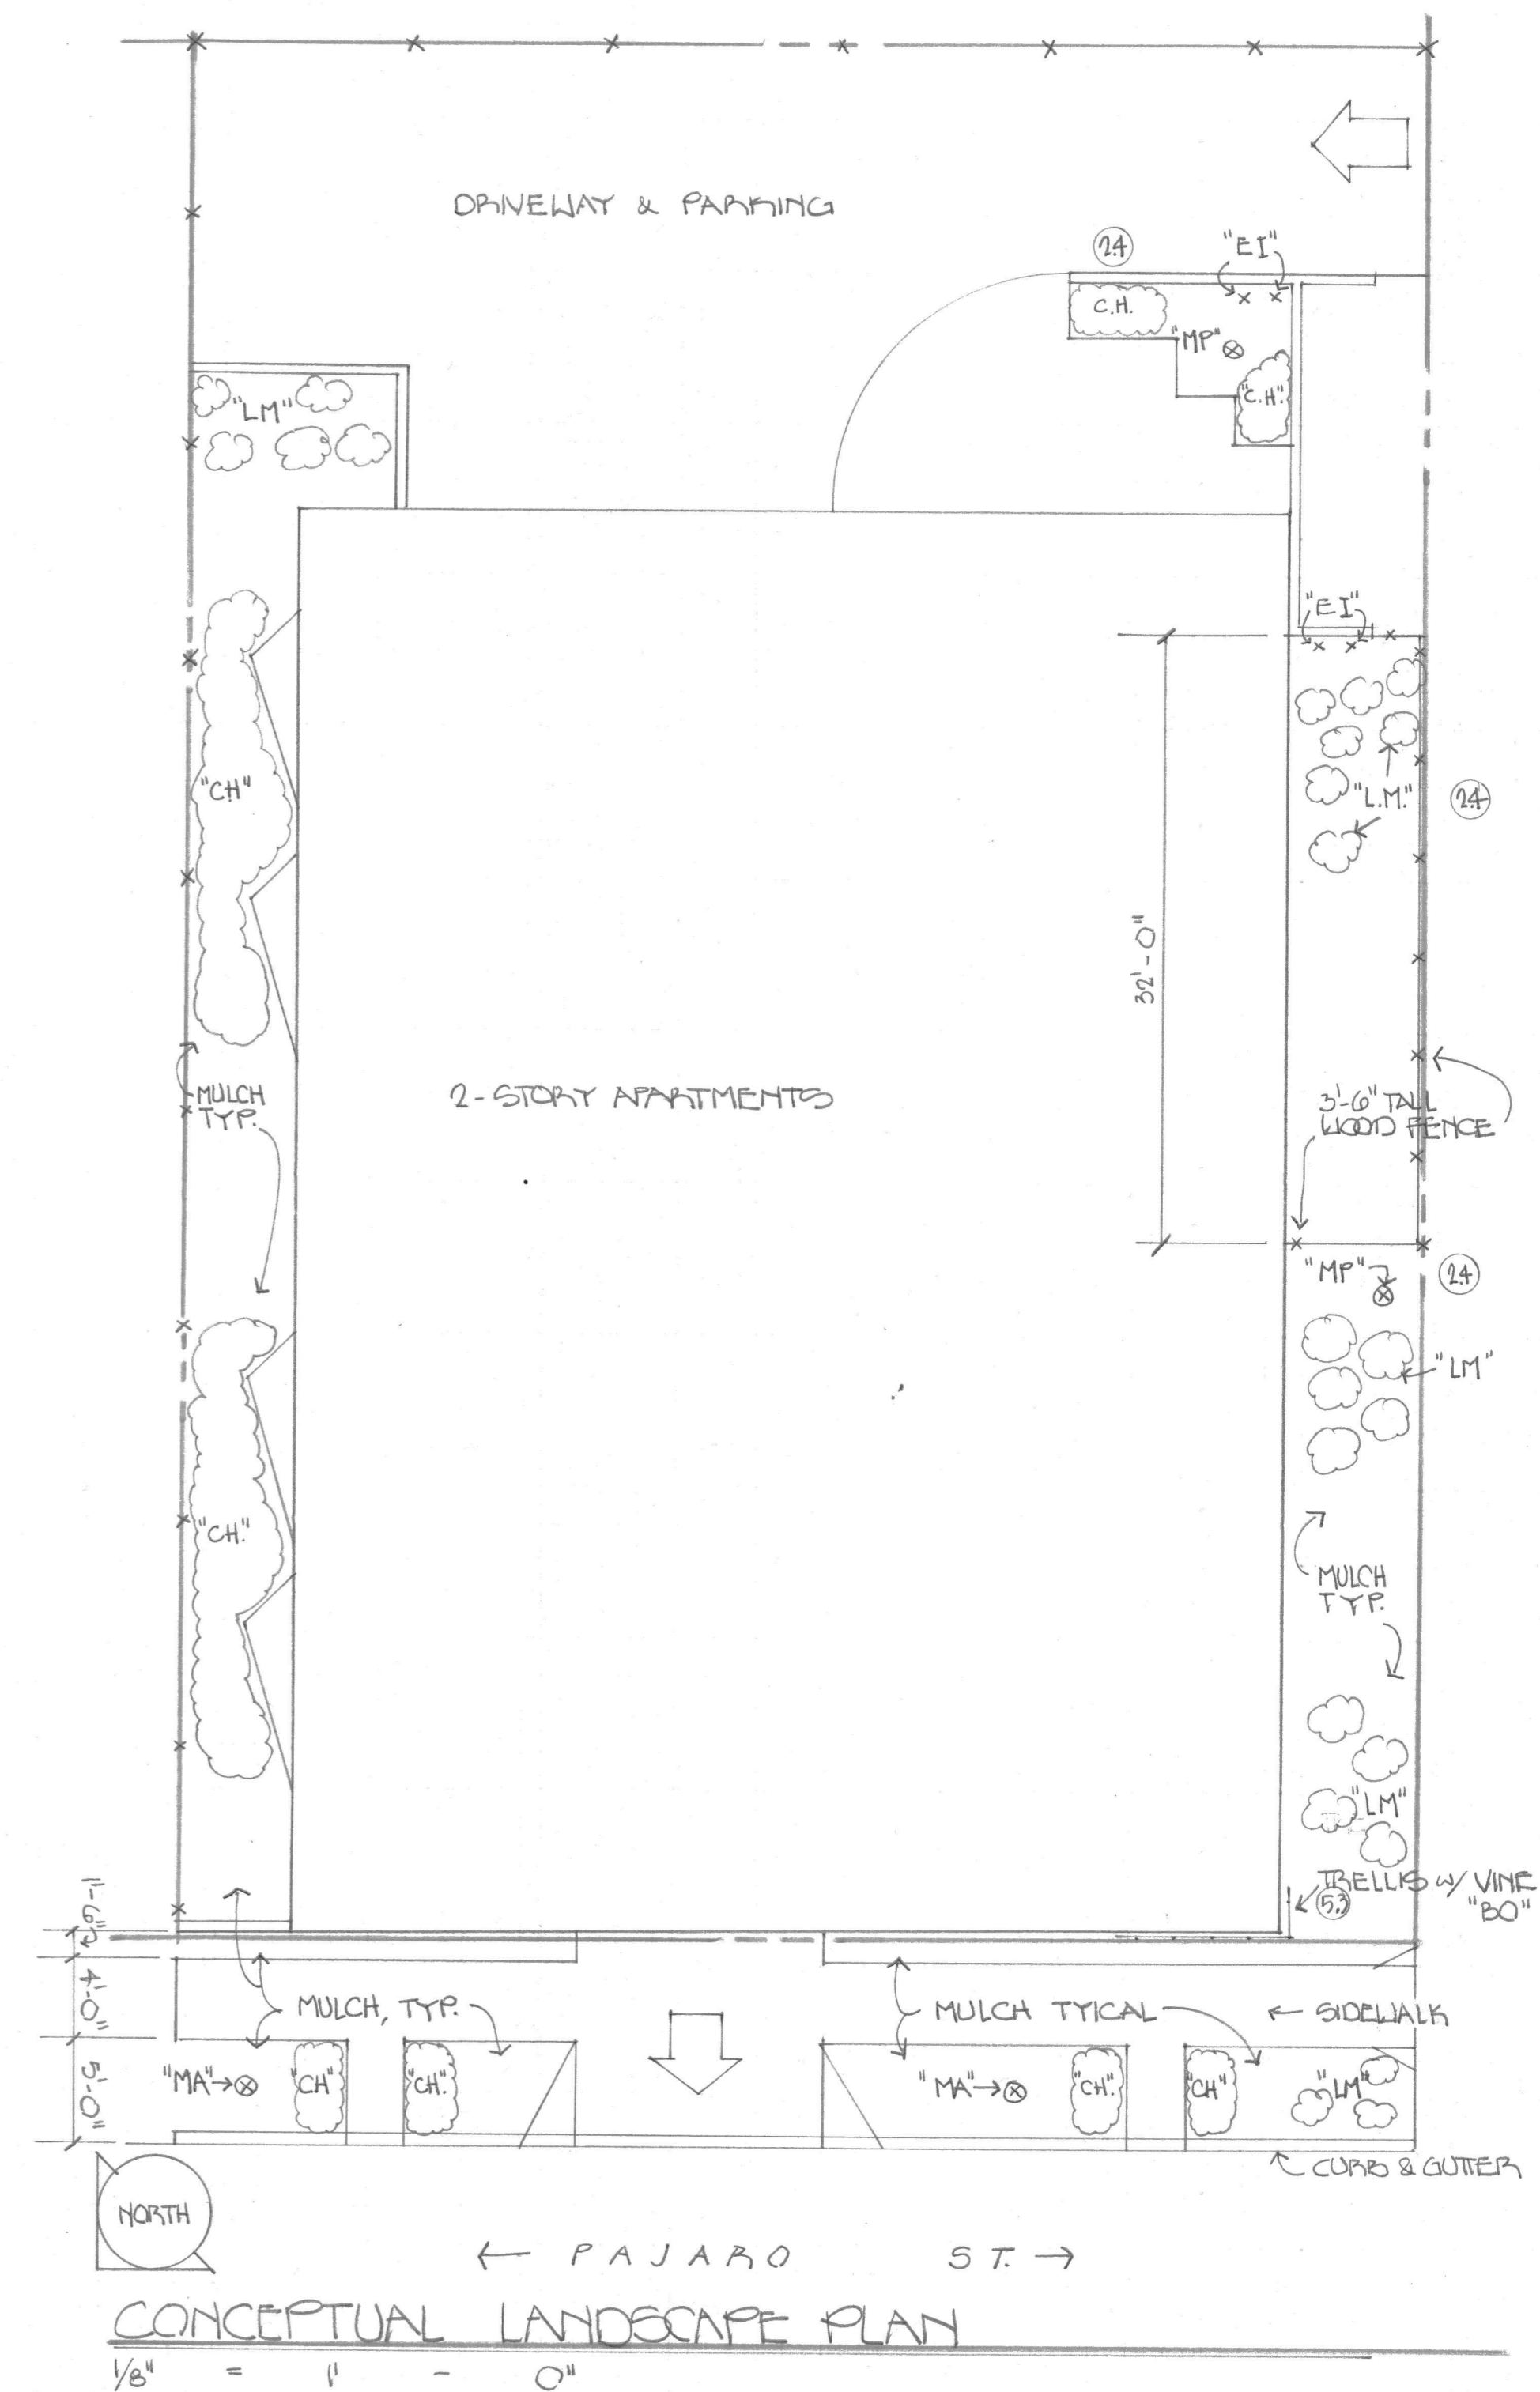 DRIVEWAY & PARKING
24
"EI"
C.H.
"MP"
"C.H."
"LM"
"EI"
"CH"
"L.M."
24
32'-0"
MULCH
TYP.
2-STORY APARTMENTS
3'-6" TALL
WOOD FENCE
"MP"
24
"LM"
"CH."
MULCH
TYP.
"LM"
TRELLIS W/ VINE
"BO"
5.3
1'-6"
4'-0"
5'-0"
MULCH, TYP.
MULCH TYICAL
← SIDEWALK
"MA"→
"CH"
"CH."
"MA"→
"CH."
"CH"
"LM"
CURB & GUTTER
NORTH
← PAJARO ST. →
CONCEPTUAL LANDSCAPE PLAN
1/8" = 1' - 0"